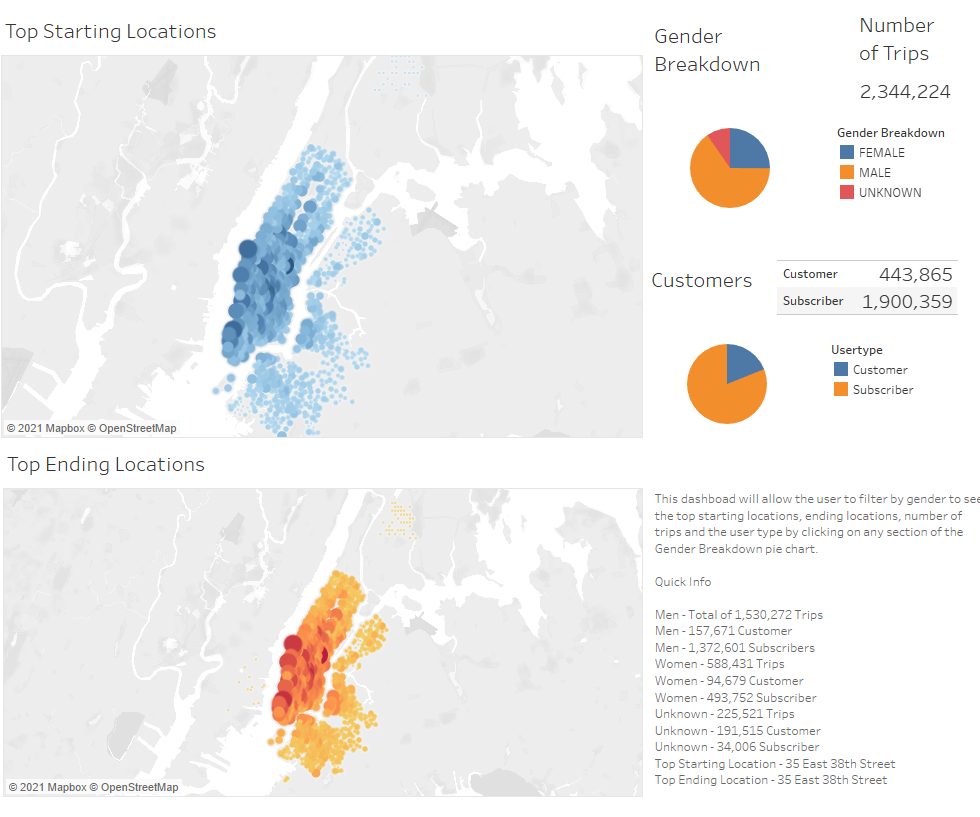 Top Starting Locations
© 2021 Mapbox © OpenStreetMap
Gender
Breakdown
Number
of Trips
2,344,224
Gender Breakdown
FEMALE
MALE
UNKNOWN
Customers
Customer 443,865
Subscriber 1,900,359
Usertype
Customer
Subscriber
Top Ending Locations
© 2021 Mapbox © OpenStreetMap
This dashboad will allow the user to filter by gender to see
the top starting locations, ending locations, number of
trips and the user type by clicking on any section of the
Gender Breakdown pie chart.
Quick Info
Men - Total of 1,530,272 Trips
Men - 157,671 Customer
Men - 1,372,601 Subscribers
Women - 588,431 Trips
Women - 94,679 Customer
Women - 493,752 Subscriber
Unknown - 225,521 Trips
Unknown - 191,515 Customer
Unknown - 34,006 Subscriber
Top Starting Location - 35 East 38th Street
Top Ending Location - 35 East 38th Street